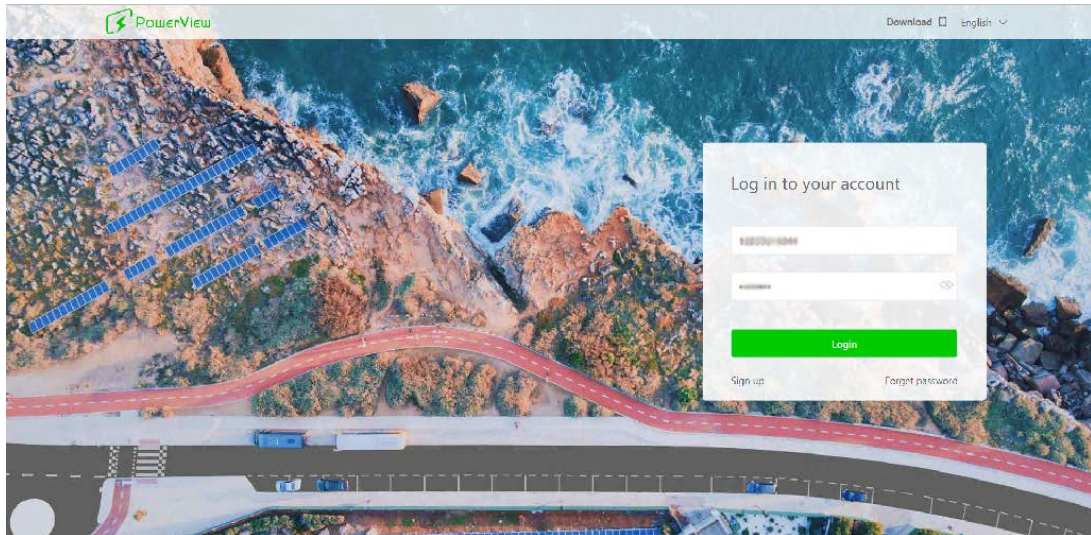 PowerView
Download English
Log in to your account
Login
Sign up Forget password